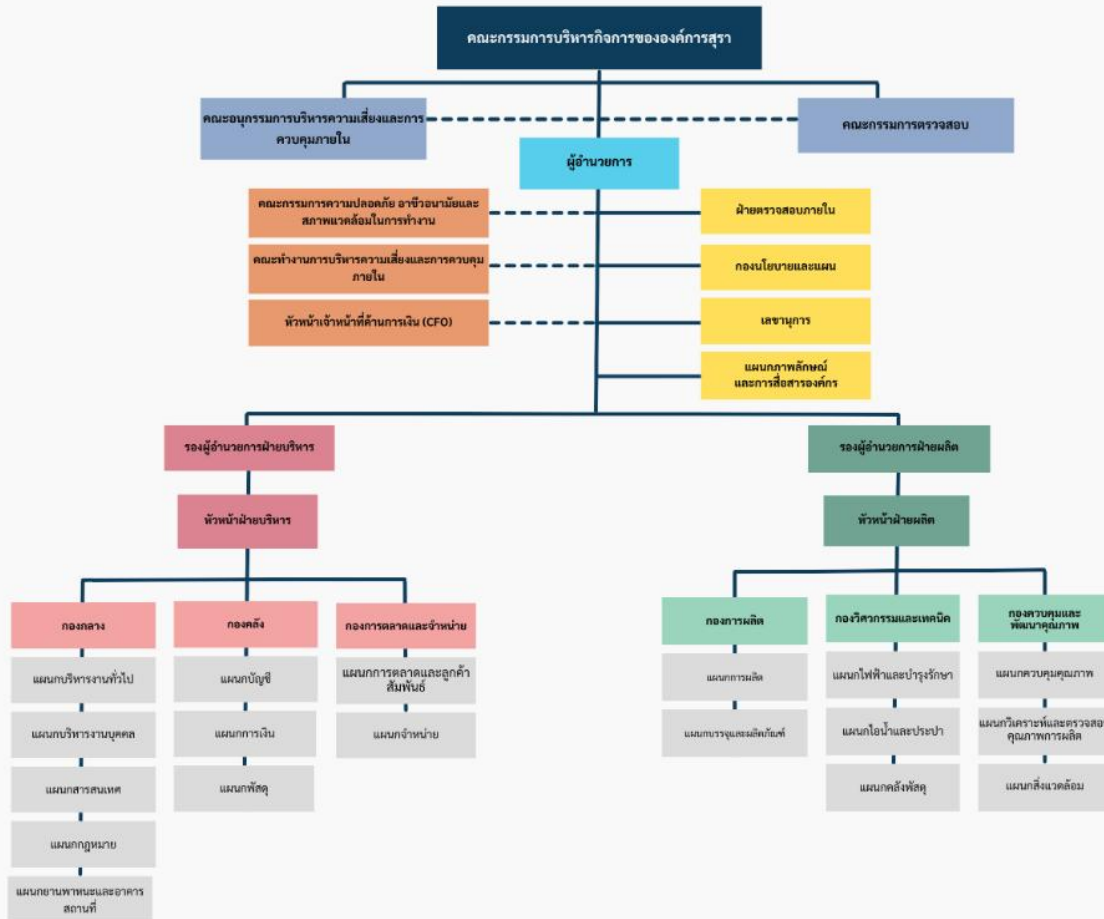 คณะกรรมการบริหารกิจการขององค์การสุรา
คณะอนุกรรมการบริหารความเสี่ยงและการ
ควบคุมภายใน
คณะกรรมการตรวจสอบ
ผู้อำนวยการ
คณะกรรมการความปลอดภัย อาชีวอนามัยและ
สภาพแวดล้อมในการทำงาน
ฝ่ายตรวจสอบภายใน
คณะทำงานการบริหารความเสี่ยงและการควบคุม
ภายใน
กองนโยบายและแผน
หัวหน้าเจ้าหน้าที่ด้านการเงิน (CFO)
เลขานุการ
แผนกภาพลักษณ์
และการสื่อสารองค์กร
รองผู้อำนวยการฝ่ายบริหาร
รองผู้อำนวยการฝ่ายผลิต
หัวหน้าฝ่ายบริหาร
หัวหน้าฝ่ายผลิต
กองกลาง
กองคลัง
กองการตลาดและจำหน่าย
กองการผลิต
กองวิศวกรรมและเทคนิค
กองควบคุมและ
พัฒนาคุณภาพ
แผนกบริหารงานทั่วไป
แผนกบัญชี
แผนกการตลาดและลูกค้า
สัมพันธ์
แผนกการผลิต
แผนกไฟฟ้าและบำรุงรักษา
แผนกควบคุมคุณภาพ
แผนกบริหารงานบุคคล
แผนกการเงิน
แผนกจำหน่าย
แผนกบรรจุและผลิตภัณฑ์
แผนกไอน้ำและประปา
แผนกวิเคราะห์และตรวจสอบ
คุณภาพการผลิต
แผนกสารสนเทศ
แผนกพัสดุ
แผนกคลังพัสดุ
แผนกสิ่งแวดล้อม
แผนกกฎหมาย
แผนกยานพาหนะและอาคาร
สถานที่